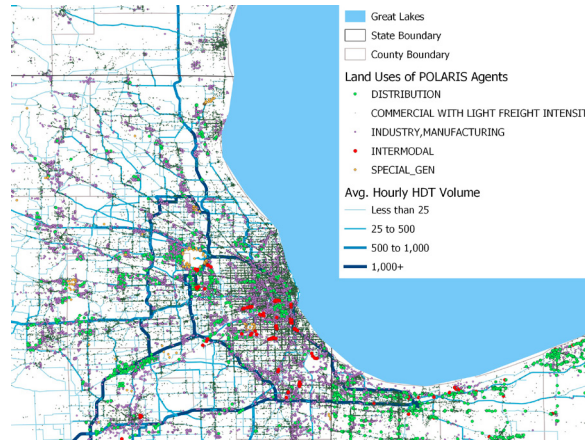 Great Lakes
State Boundary
County Boundary
Land Uses of POLARIS Agents
DISTRIBUTION
COMMERCIAL WITH LIGHT FREIGHT INTENSIT
INDUSTRY,MANUFACTURING
INTERMODAL
SPECIAL_GEN
Avg. Hourly HDT Volume
Less than 25
25 to 500
500 to 1,000
1,000+